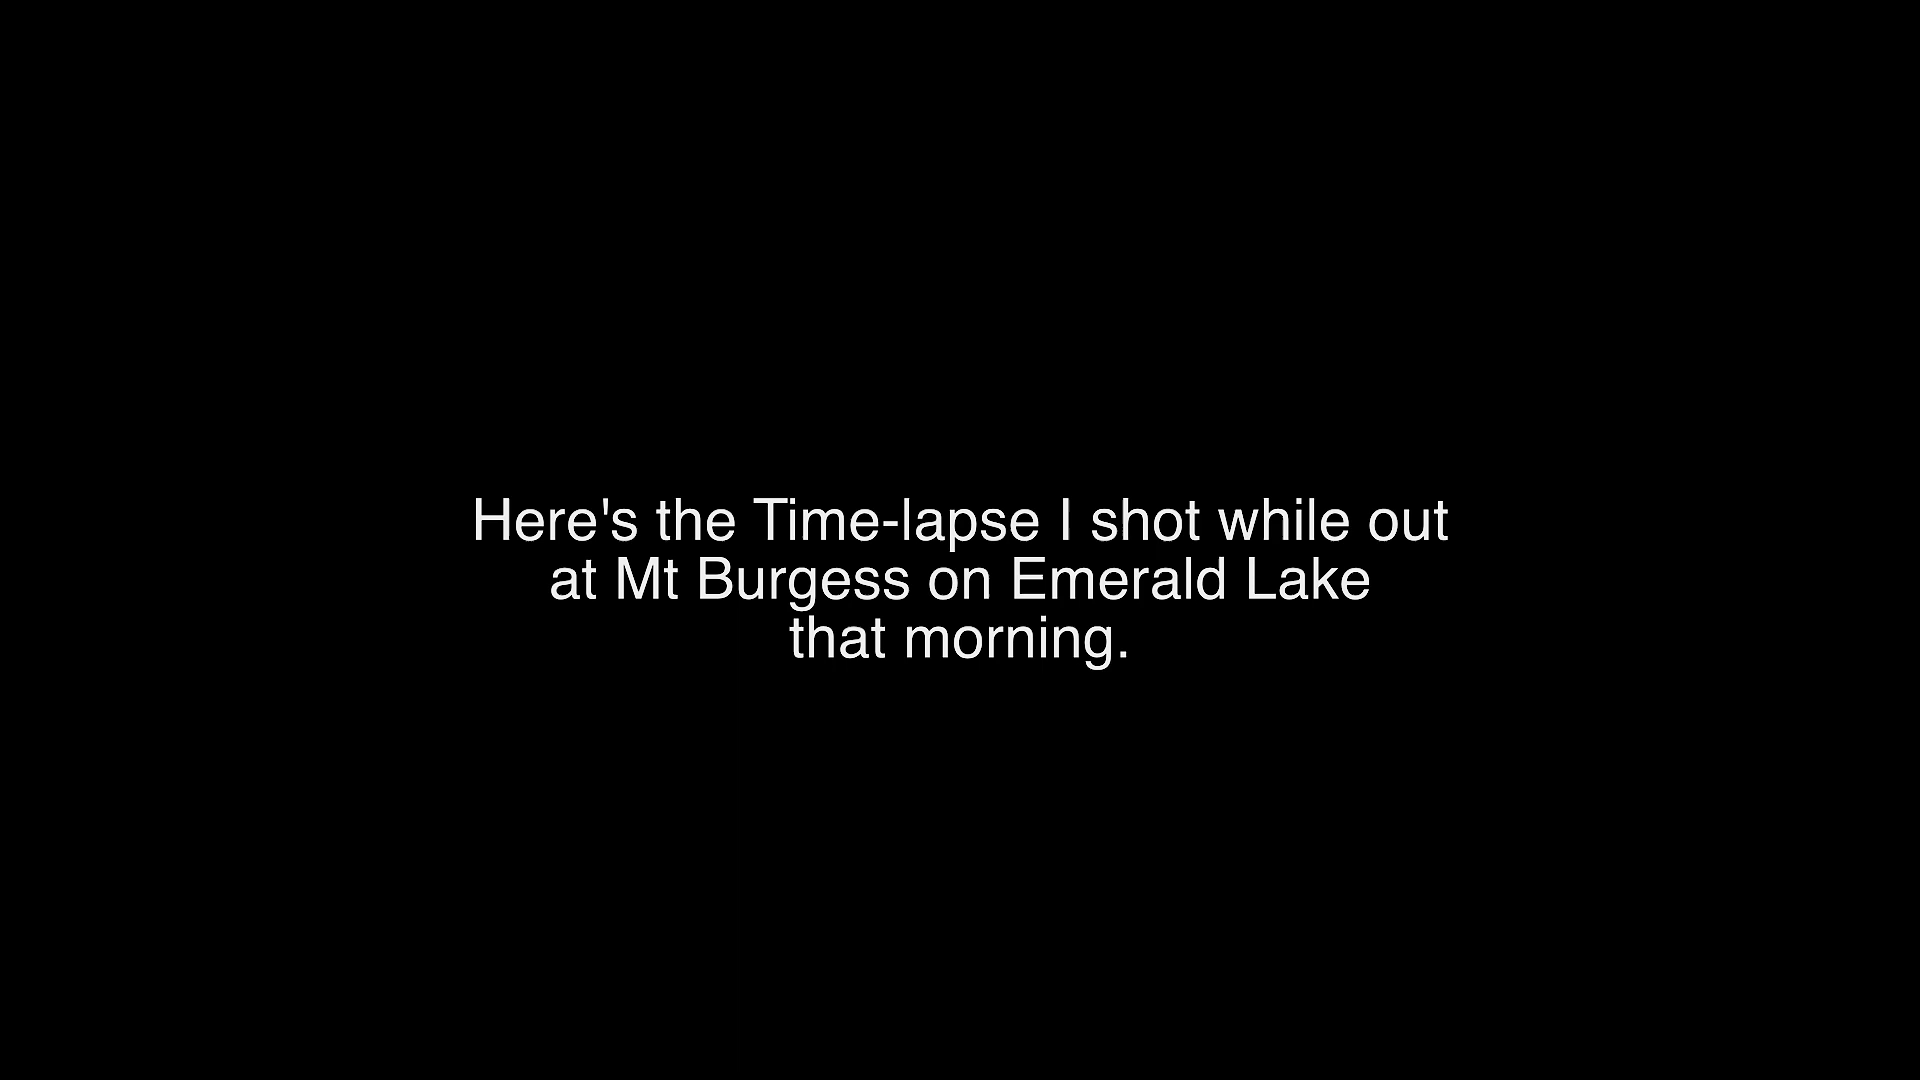 Here's the Time-lapse I shot while out
at Mt Burgess on Emerald Lake
that morning.